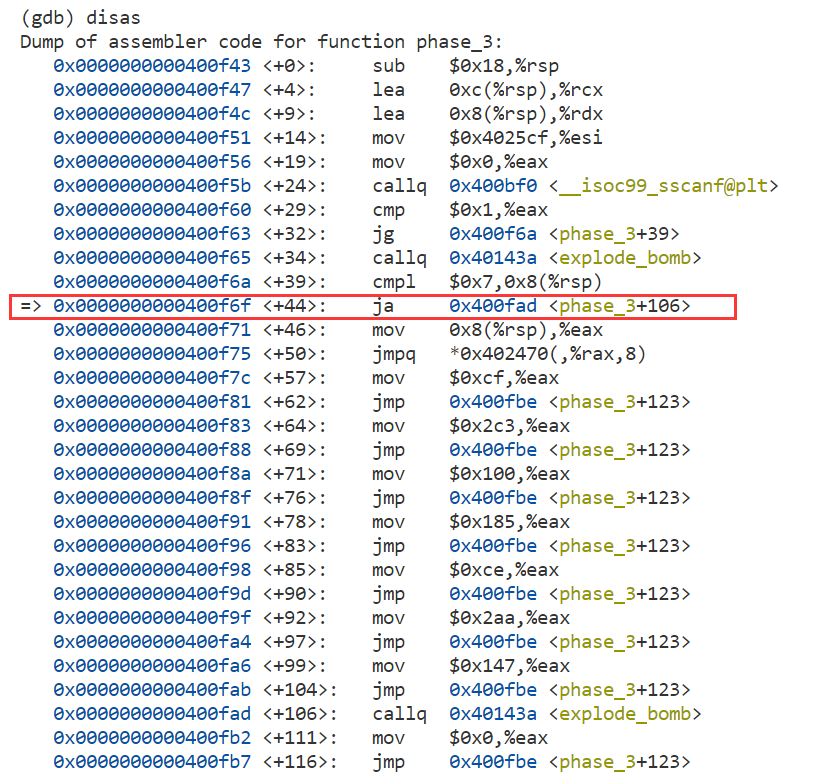 (gdb) disas
Dump of assembler code for function phase_3:
   0x0000000000400f43 <+0>:     sub    $0x18,%rsp
   0x0000000000400f47 <+4>:     lea    0xc(%rsp),%rcx
   0x0000000000400f4c <+9>:     lea    0x8(%rsp),%rdx
   0x0000000000400f51 <+14>:    mov    $0x4025cf,%esi
   0x0000000000400f56 <+19>:    mov    $0x0,%eax
   0x0000000000400f5b <+24>:    callq  0x400bf0 <__isoc99_sscanf@plt>
   0x0000000000400f60 <+29>:    cmp    $0x1,%eax
   0x0000000000400f63 <+32>:    jg     0x400f6a <phase_3+39>
   0x0000000000400f65 <+34>:    callq  0x40143a <explode_bomb>
   0x0000000000400f6a <+39>:    cmpl   $0x7,0x8(%rsp)
=> 0x0000000000400f6f <+44>:    ja     0x400fad <phase_3+106>
   0x0000000000400f71 <+46>:    mov    0x8(%rsp),%eax
   0x0000000000400f75 <+50>:    jmpq   *0x402470(,%rax,8)
   0x0000000000400f7c <+57>:    mov    $0xcf,%eax
   0x0000000000400f81 <+62>:    jmp    0x400fbe <phase_3+123>
   0x0000000000400f83 <+64>:    mov    $0x2c3,%eax
   0x0000000000400f88 <+69>:    jmp    0x400fbe <phase_3+123>
   0x0000000000400f8a <+71>:    mov    $0x100,%eax
   0x0000000000400f8f <+76>:    jmp    0x400fbe <phase_3+123>
   0x0000000000400f91 <+78>:    mov    $0x185,%eax
   0x0000000000400f96 <+83>:    jmp    0x400fbe <phase_3+123>
   0x0000000000400f98 <+85>:    mov    $0xce,%eax
   0x0000000000400f9d <+90>:    jmp    0x400fbe <phase_3+123>
   0x0000000000400f9f <+92>:    mov    $0x2aa,%eax
   0x0000000000400fa4 <+97>:    jmp    0x400fbe <phase_3+123>
   0x0000000000400fa6 <+99>:    mov    $0x147,%eax
   0x0000000000400fab <+104>:   jmp    0x400fbe <phase_3+123>
   0x0000000000400fad <+106>:   callq  0x40143a <explode_bomb>
   0x0000000000400fb2 <+111>:   mov    $0x0,%eax
   0x0000000000400fb7 <+116>:   jmp    0x400fbe <phase_3+123>